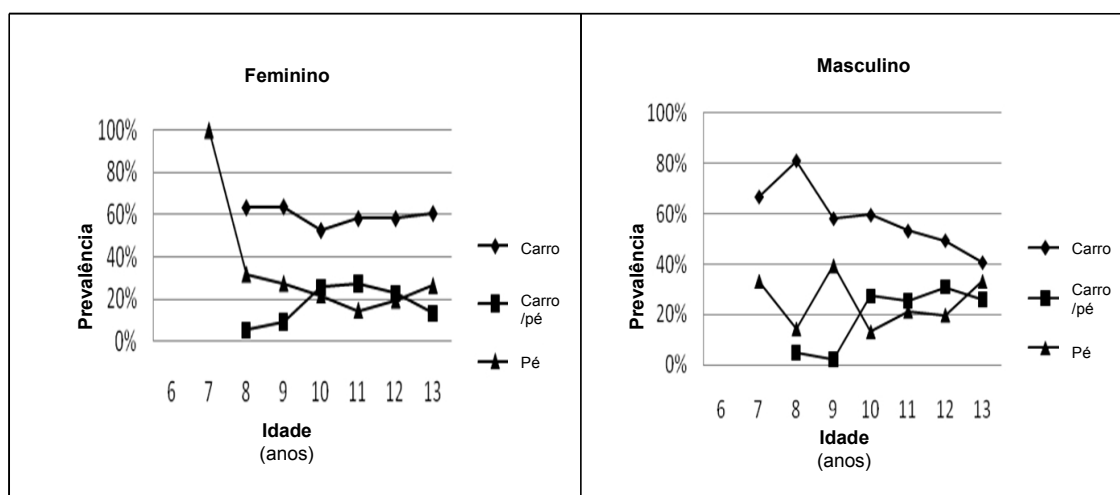 Feminino
100%
80%
60%
40%
20%
0%
Prevalência
6 7 8 9 10 11 12 13
Idade
(anos)
Carro
Carro
/pé
Pé
Masculino
100%
80%
60%
40%
20%
0%
Prevalência
6 7 8 9 10 11 12 13
Idade
(anos)
Carro
Carro
/pé
Pé